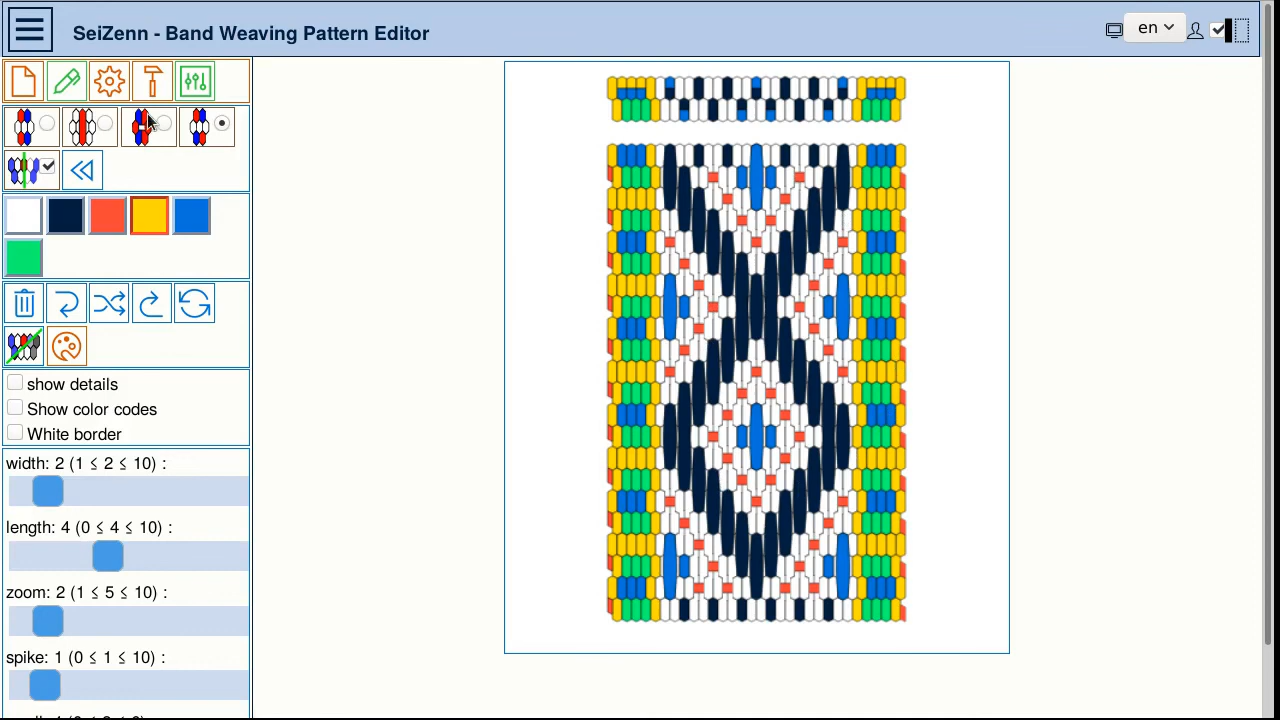 SeiZenn - Band Weaving Pattern Editor
en
show details
Show color codes
White border
width: 2 (1 ≤ 2 ≤ 10) :
length: 4 (0 ≤ 4 ≤ 10) :
zoom: 2 (1 ≤ 5 ≤ 10) :
spike: 1 (0 ≤ 1 ≤ 10) :